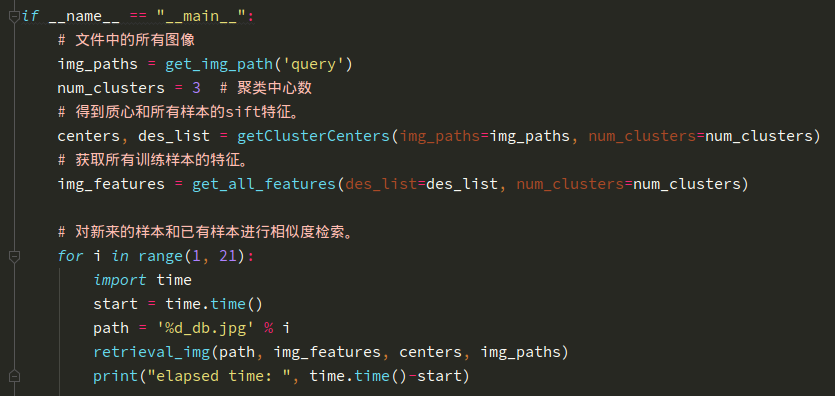 if __name__ == "__main__":
# 文件中的所有图像
img_paths = get_img_path('query')
num_clusters = 3  # 聚类中心数
# 得到质心和所有样本的sift特征。
centers, des_list = getClusterCenters(img_paths=img_paths, num_clusters=num_clusters)
# 获取所有训练样本的特征。
img_features = get_all_features(des_list=des_list, num_clusters=num_clusters)
# 对新来的样本和已有样本进行相似度检索。
for i in range(1, 21):
import time
start = time.time()
path = '%d_db.jpg' % i
retrieval_img(path, img_features, centers, img_paths)
print("elapsed time: ", time.time()-start)